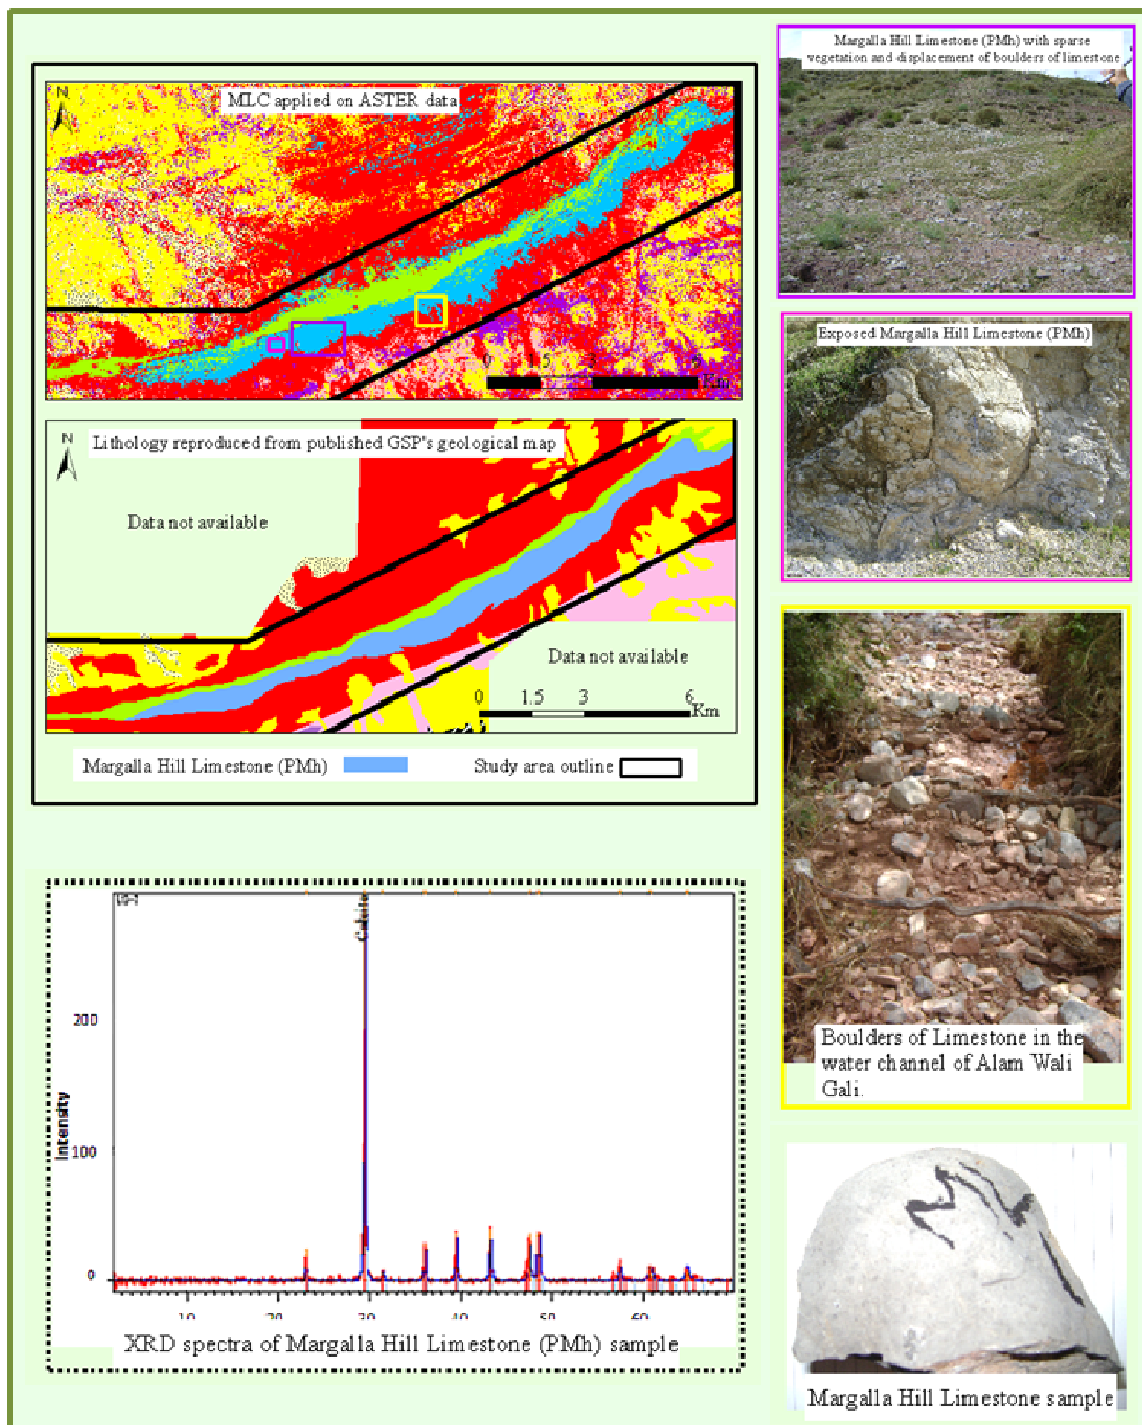 N
MLC applied on ASTER data
0 1.5 3 6
Km
N
Lithology reproduced from published GSP's geological map
Data not available
Data not available
0 1.5 3 6
Km
Margalla Hill Limestone (PMh)
Study area outline
Calcite
200
100
0
Intensity
10 20 30 40 50 60
XRD spectra of Margalla Hill Limestone (PMh) sample
Margalla Hill Limestone (PMh) with sparse
vegetation and displacement of boulders of limestone
Exposed Margalla Hill Limestone (PMh)
Boulders of Limestone in the
water channel of Alam Wali
Gali.
Margalla Hill Limestone sample